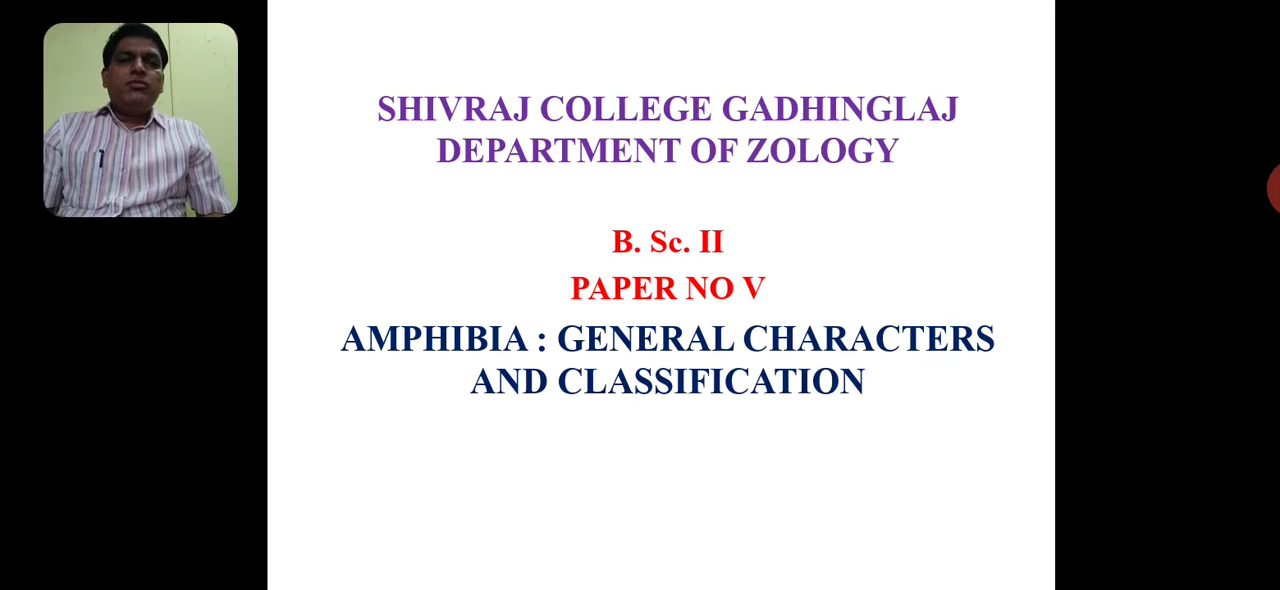 SHIVRAJ COLLEGE GADHINGLAJ
DEPARTMENT OF ZOLOGY
B. Sc. II
PAPER NO V
AMPHIBIA : GENERAL CHARACTERS
AND CLASSIFICATION